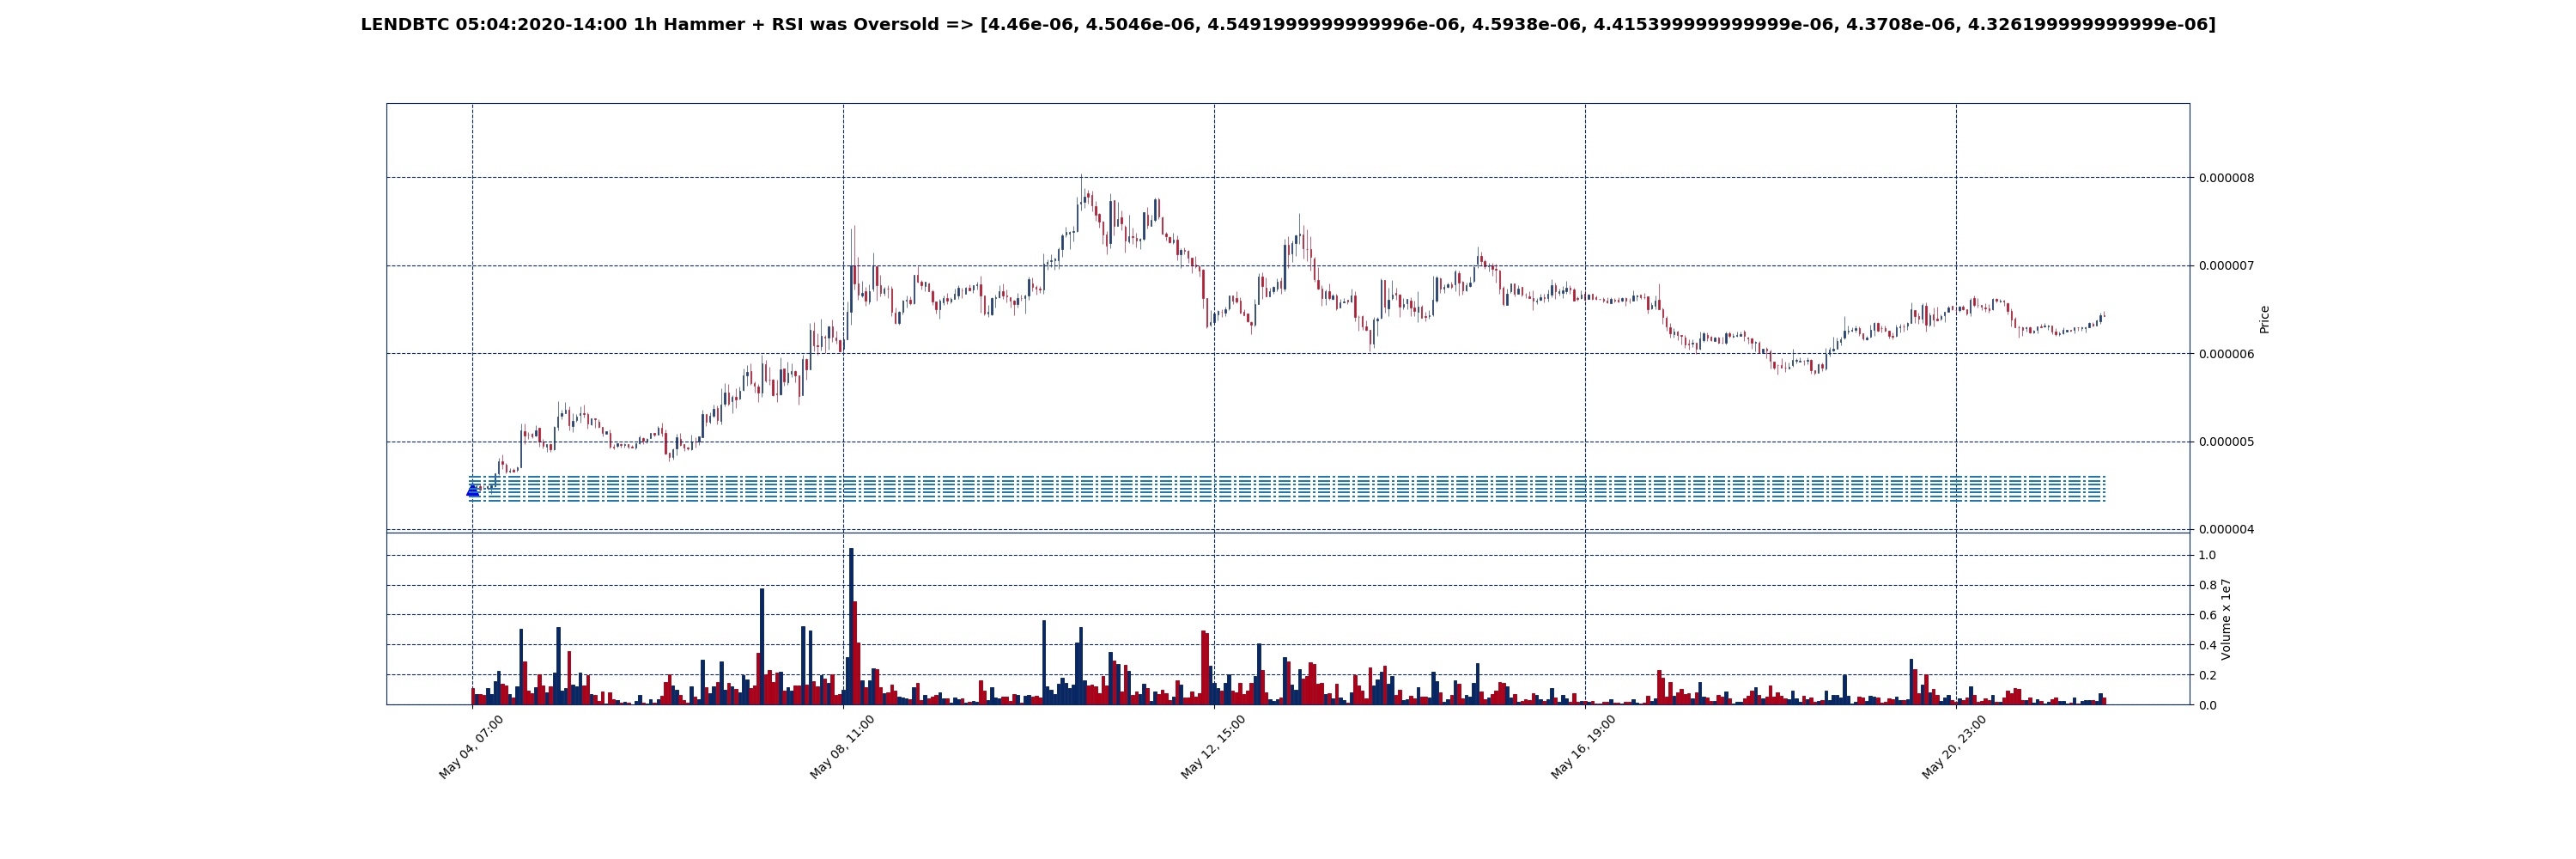 LENDBTC 05:04:2020-14:00 1h Hammer + RSI was Oversold => [4.46e-06, 4.5046e-06, 4.5491999999999996e-06, 4.5938e-06, 4.415399999999999e-06, 4.3708e-06, 4.326199999999999e-06]
0.000008
0.000007
Price
0.000006
0.000005
0.000004
1.0
0.8
0.6
0.4
0.2
0.0
Volume x 1e7
May 04, 07:00
May 08, 11:00
May 12, 15:00
May 16, 19:00
May 20, 23:00